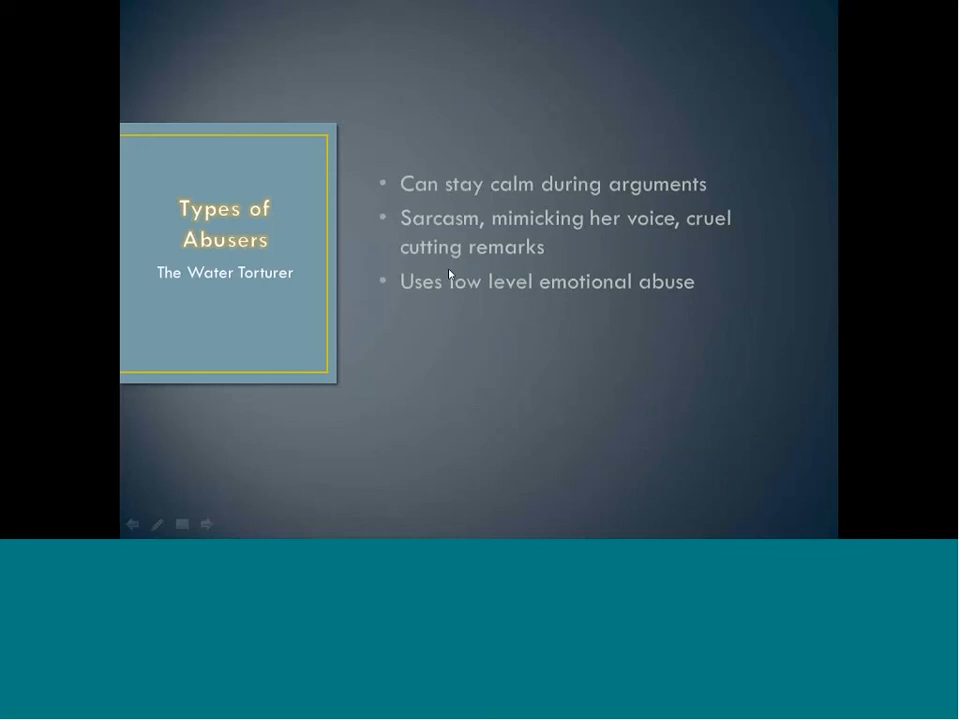 Types of
Abusers
The Water Torturer
• Can stay calm during arguments
• Sarcasm, mimicking her voice, cruel
cutting remarks
• Uses low level emotional abuse